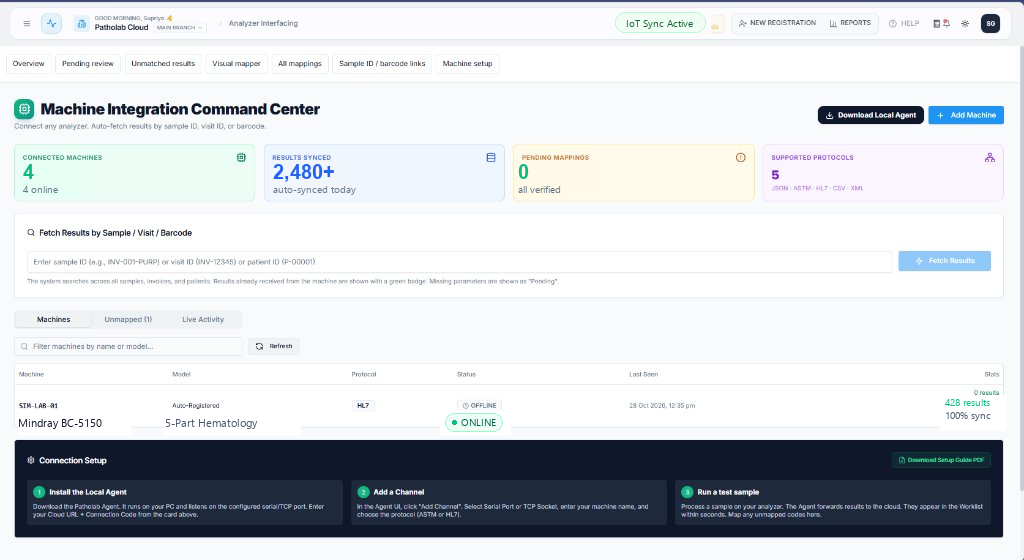 GOOD MORNING, Supriyo 👋
Patholab Cloud MAIN BRANCH
Analyzer Interfacing
IoT Sync Active
NEW REGISTRATION
REPORTS
HELP
SG
Overview
Pending review
Unmatched results
Visual mapper
All mappings
Sample ID / barcode links
Machine setup
Machine Integration Command Center
Connect any analyzer. Auto-fetch results by sample ID, visit ID, or barcode.
Download Local Agent
+ Add Machine
CONNECTED MACHINES
4
4 online
RESULTS SYNCED
2,480+
auto-synced today
PENDING MAPPINGS
0
all verified
SUPPORTED PROTOCOLS
5
JSON · ASTM · HL7 · CSV · XML
Fetch Results by Sample / Visit / Barcode
Enter sample ID (e.g., INV-001-PURP) or visit ID (INV-12345) or patient ID (P-00001)
Fetch Results
The system searches across all samples, invoices, and patients. Results already received from the machine are shown with a green badge. Missing parameters are shown as "Pending".
Machines
Unmapped (1)
Live Activity
Filter machines by name or model...
Refresh
Machine Model Protocol Status Last Seen Stats
0 results
SIM-LAB-01 Auto-Registered HL7 OFFLINE 28 Oct 2026, 12:35 pm
428 results
100% sync
Mindray BC-5150 5-Part Hematology ONLINE
Connection Setup
Download Setup Guide PDF
1 Install the Local Agent
Download the Patholab Agent. It runs on your PC and listens on the configured serial/TCP port. Enter
your Cloud URL + Connection Code from the card above.
2 Add a Channel
In the Agent UI, click "Add Channel". Select Serial Port or TCP Socket, enter your machine name, and
choose the protocol (ASTM or HL7).
3 Run a test sample
Process a sample on your analyzer. The Agent forwards results to the cloud. They appear in the Worklist
within seconds. Map any unmapped codes here.